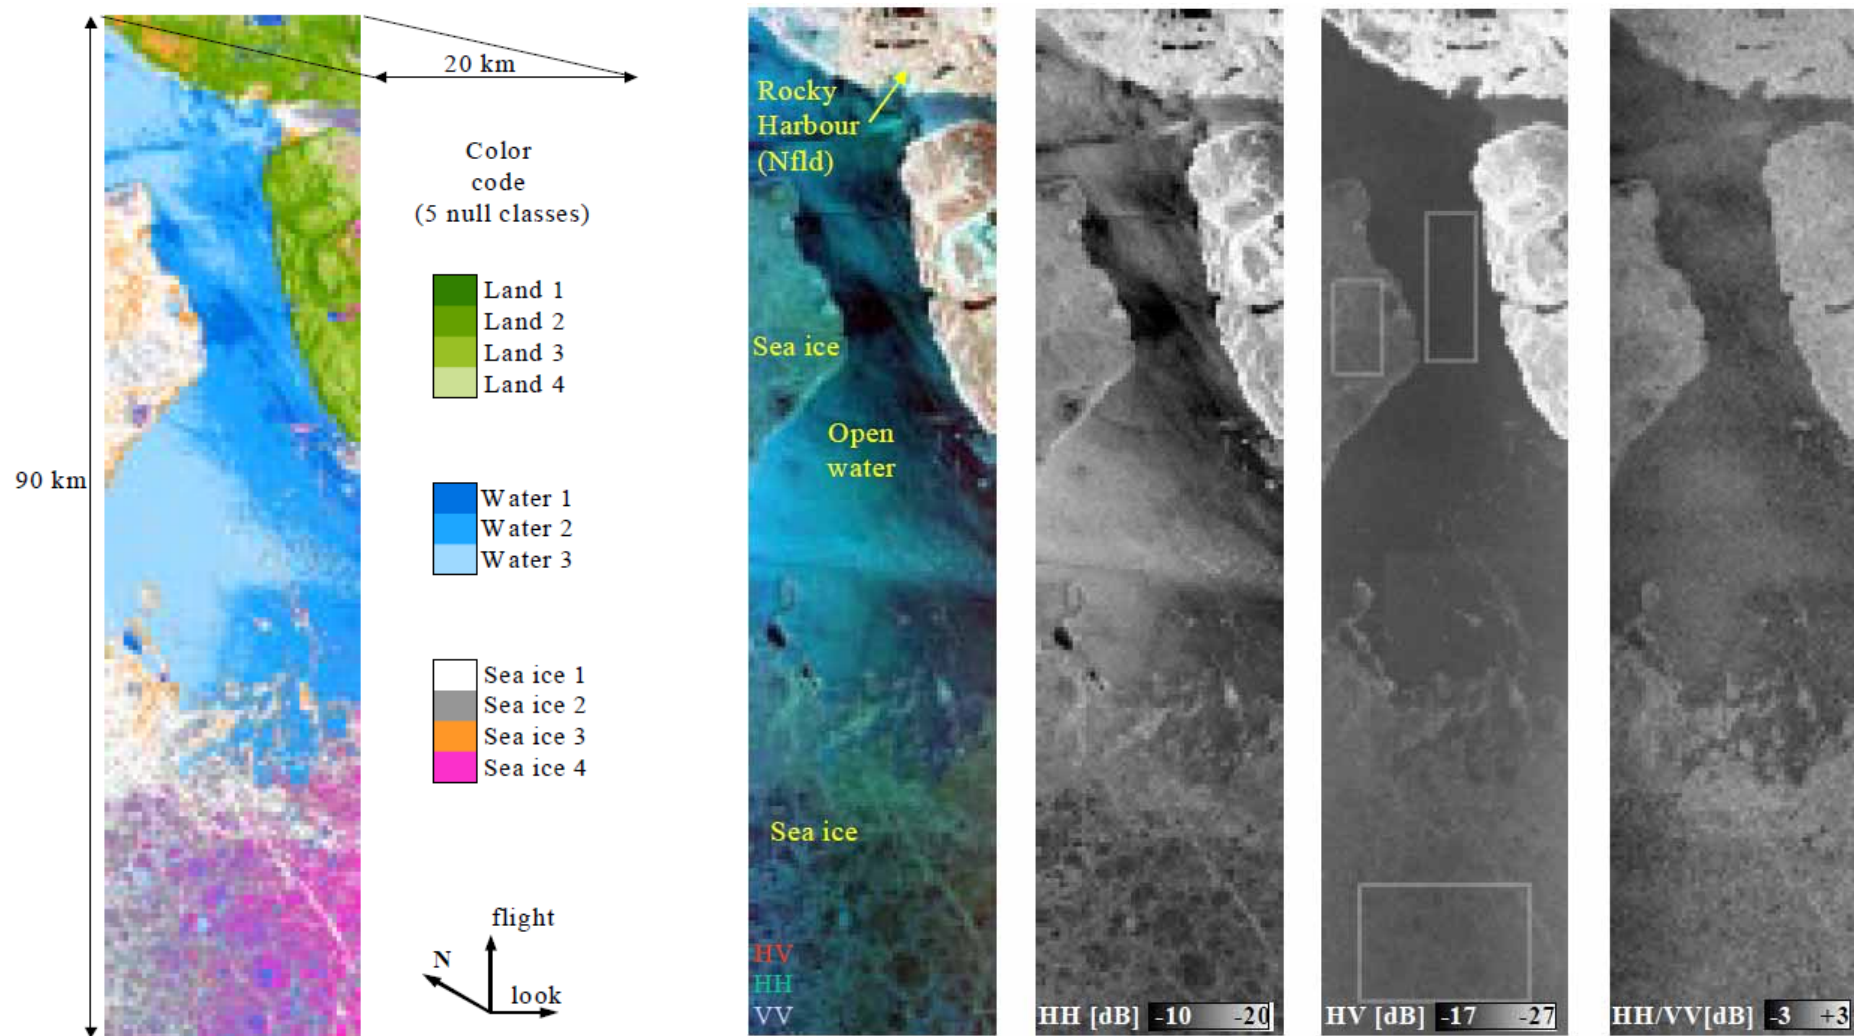 20 km
Color
code
(5 null classes)
Land 1
Land 2
Land 3
Land 4
90 km
Water 1
Water 2
Water 3
Sea ice 1
Sea ice 2
Sea ice 3
Sea ice 4
flight
N
look
Rocky
Harbour
(Nfld)
Sea ice
Open
water
Sea ice
HV
HH
VV
HH [dB] -10 -20
HV [dB] -17 -27
HH/VV[dB] -3 +3